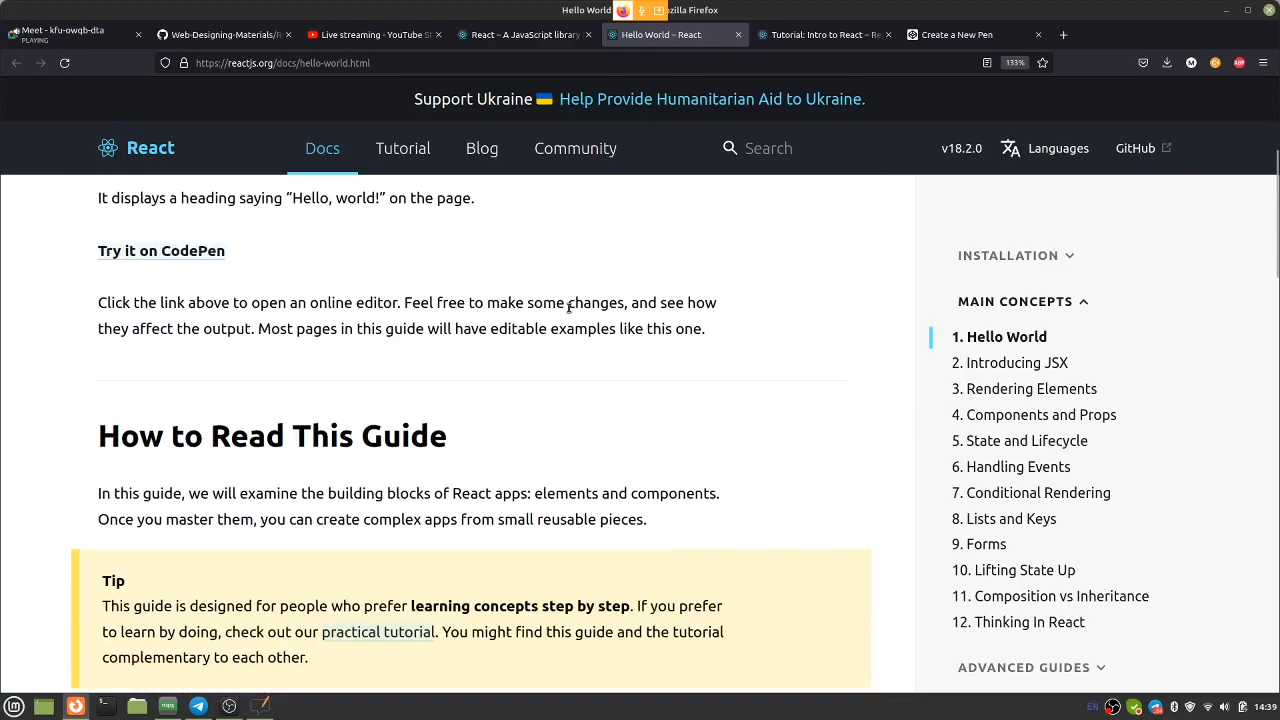 Hello World
ozilla Firefox
Meet - kfu-owqb-dta
PLAYING
Web-Designing-Materials/R
Live streaming - YouTube St
React – A JavaScript library
Hello World – React
Tutorial: Intro to React – Re
Create a New Pen
https://reactjs.org/docs/hello-world.html
133%
Support Ukraine 🇺🇦 Help Provide Humanitarian Aid to Ukraine.
React
Docs
Tutorial
Blog
Community
Search
v18.2.0
Languages
GitHub
It displays a heading saying “Hello, world!” on the page.
Try it on CodePen
Click the link above to open an online editor. Feel free to make some changes, and see how
they affect the output. Most pages in this guide will have editable examples like this one.
How to Read This Guide
In this guide, we will examine the building blocks of React apps: elements and components.
Once you master them, you can create complex apps from small reusable pieces.
Tip
This guide is designed for people who prefer learning concepts step by step. If you prefer
to learn by doing, check out our practical tutorial. You might find this guide and the tutorial
complementary to each other.
INSTALLATION
MAIN CONCEPTS
1. Hello World
2. Introducing JSX
3. Rendering Elements
4. Components and Props
5. State and Lifecycle
6. Handling Events
7. Conditional Rendering
8. Lists and Keys
9. Forms
10. Lifting State Up
11. Composition vs Inheritance
12. Thinking In React
ADVANCED GUIDES
EN
14:39